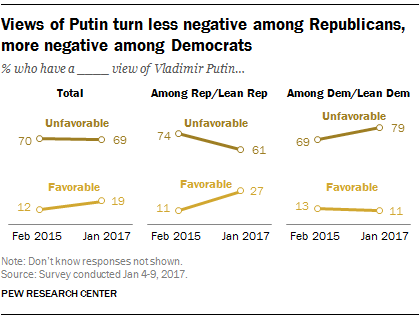 Views of Putin turn less negative among Republicans,
more negative among Democrats
% who have a ____ view of Vladimir Putin...
Total
Among Rep/Lean Rep
Among Dem/Lean Dem
Unfavorable
70
69
Favorable
12
19
Feb 2015
Jan 2017
Unfavorable
74
61
Favorable
11
27
Feb 2015
Jan 2017
Unfavorable
69
79
Favorable
13
11
Feb 2015
Jan 2017
Note: Don't know responses not shown.
Source: Survey conducted Jan 4-9, 2017.
PEW RESEARCH CENTER